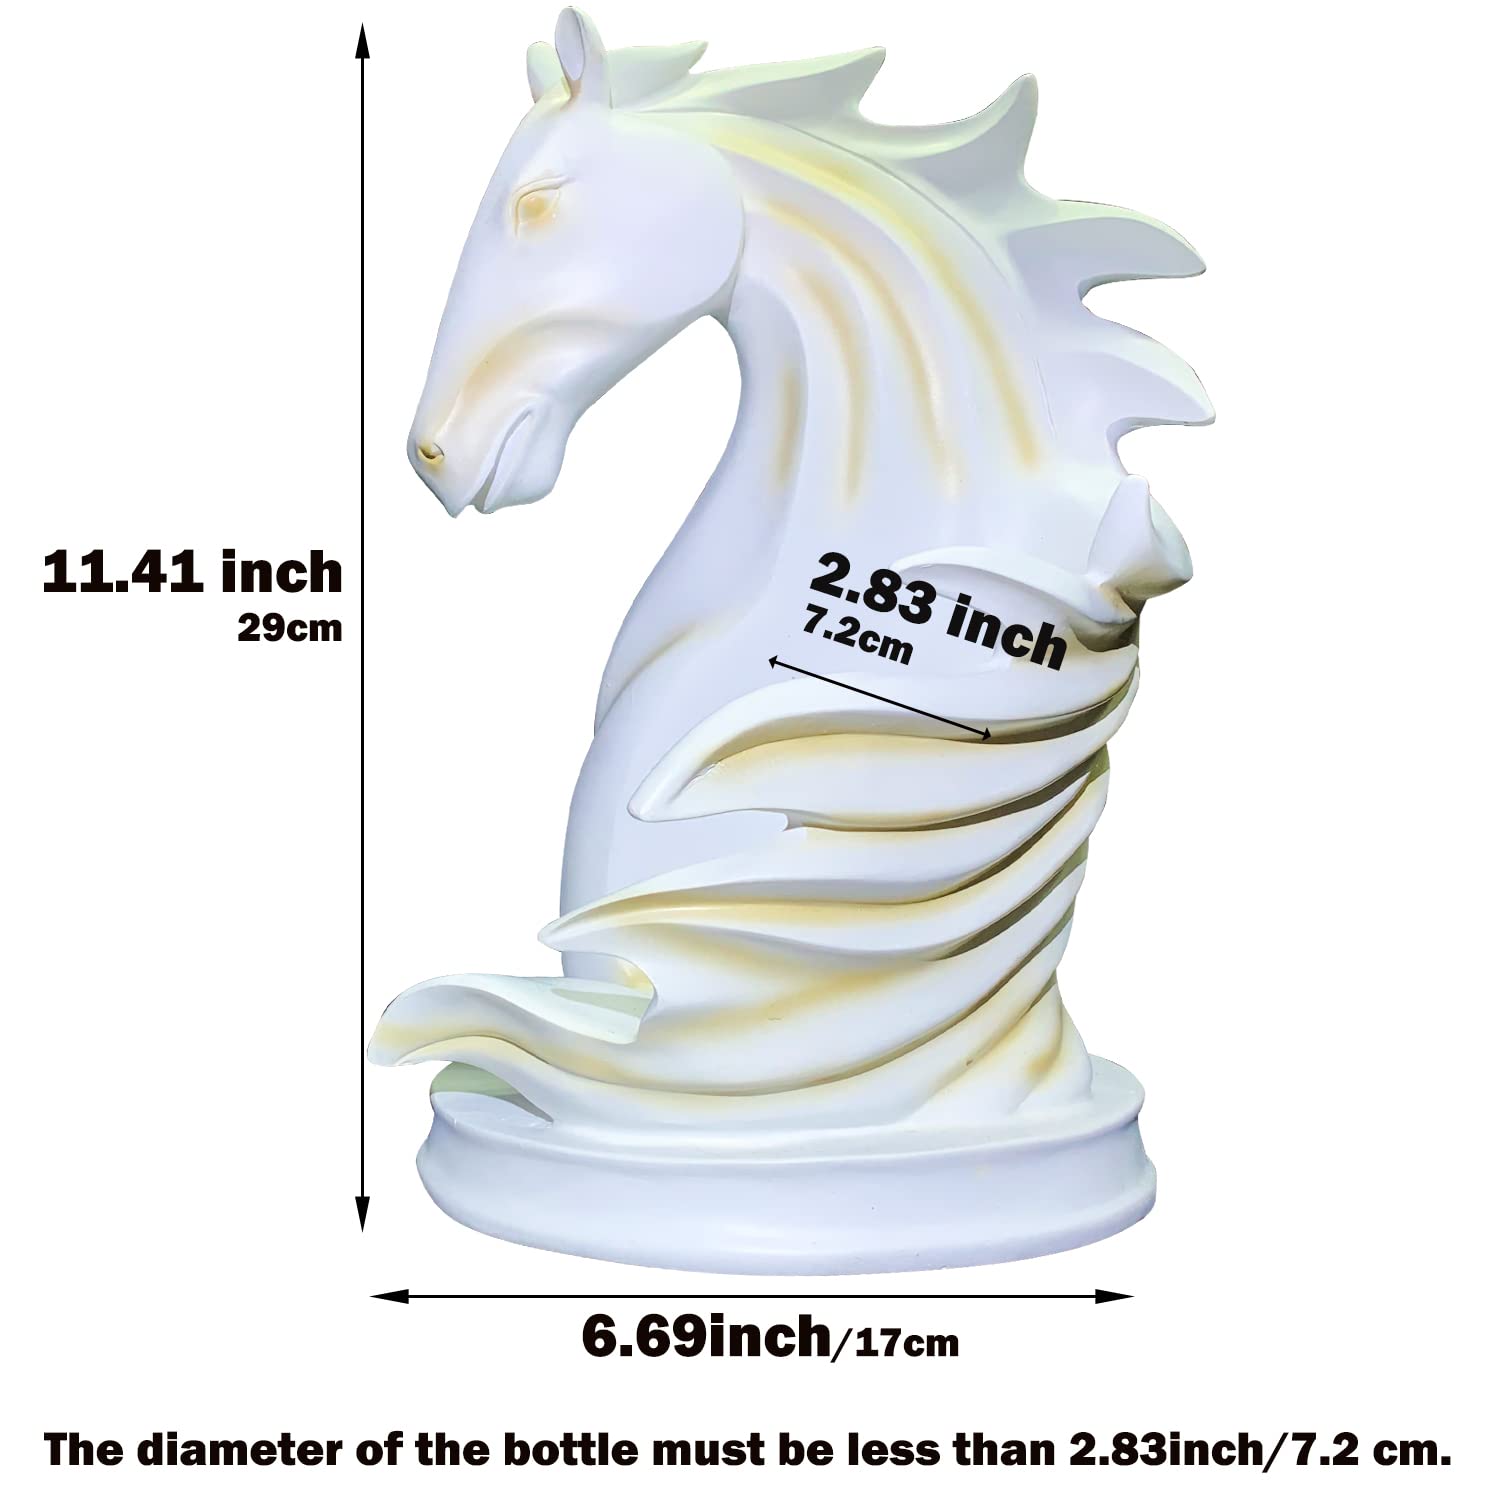 11.41 inch
29cm
2.83 inch
7.2cm
6.69inch/17cm
The diameter of the bottle must be less than 2.83inch/7.2 cm.